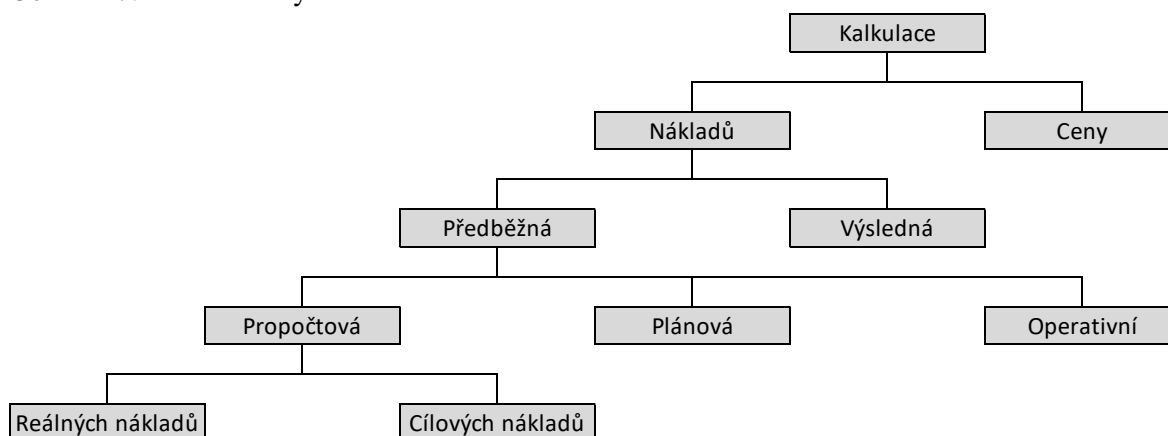 Kalkulace
Nákladů
Ceny
Předběžná
Výsledná
Propočtová
Plánová
Operativní
Reálných nákladů
Cílových nákladů